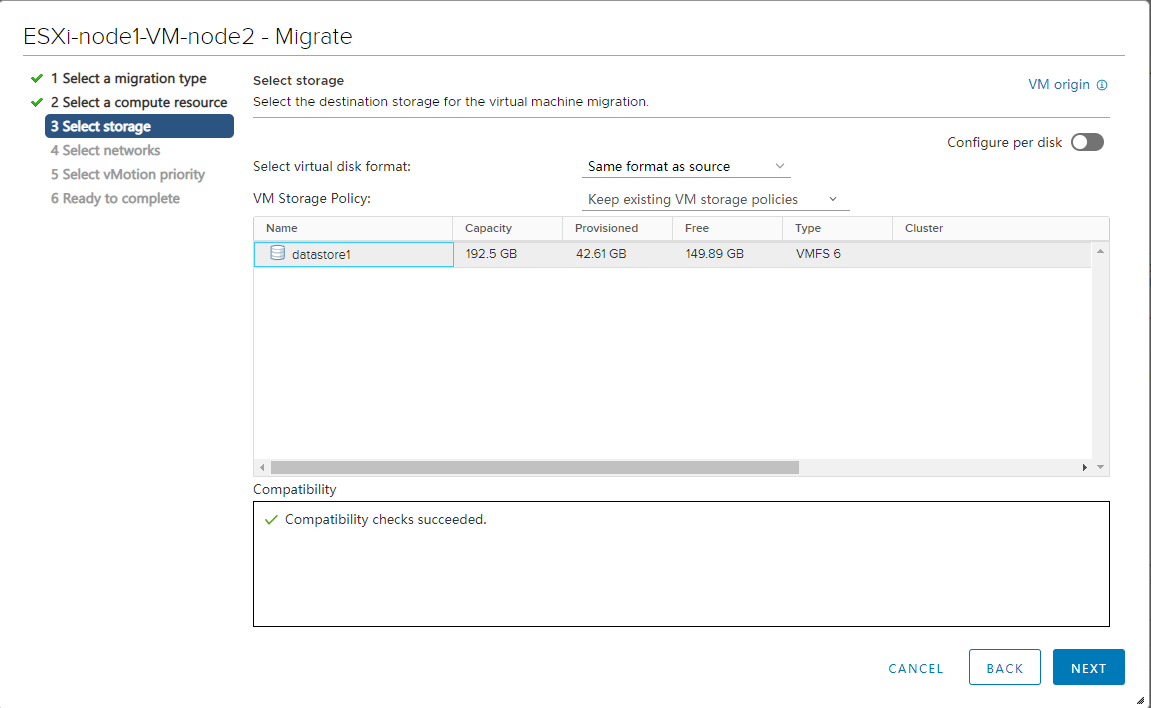 ESXi-node1-VM-node2 - Migrate
1 Select a migration type
2 Select a compute resource
3 Select storage
4 Select networks
5 Select vMotion priority
6 Ready to complete
Select storage
Select the destination storage for the virtual machine migration.
VM origin
Configure per disk
Select virtual disk format: Same format as source
VM Storage Policy: Keep existing VM storage policies
Name Capacity Provisioned Free Type Cluster
datastore1 192.5 GB 42.61 GB 149.89 GB VMFS 6
Compatibility
Compatibility checks succeeded.
CANCEL BACK NEXT